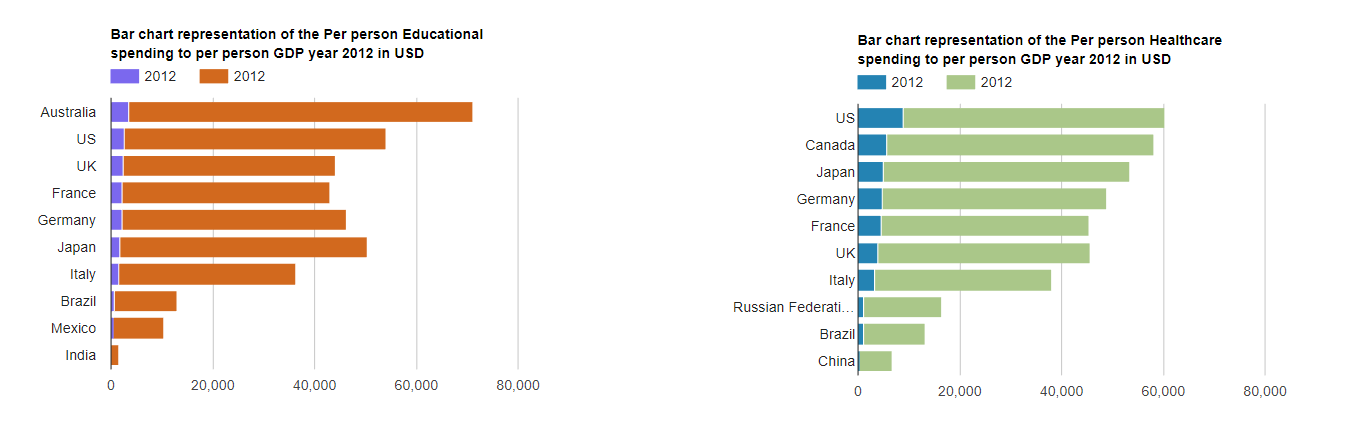 Bar chart representation of the Per person Educational
spending to per person GDP year 2012 in USD
2012 2012
Australia
US
UK
France
Germany
Japan
Italy
Brazil
Mexico
India
0 20,000 40,000 60,000 80,000
Bar chart representation of the Per person Healthcare
spending to per person GDP year 2012 in USD
2012 2012
US
Canada
Japan
Germany
France
UK
Italy
Russian Federati...
Brazil
China
0 20,000 40,000 60,000 80,000